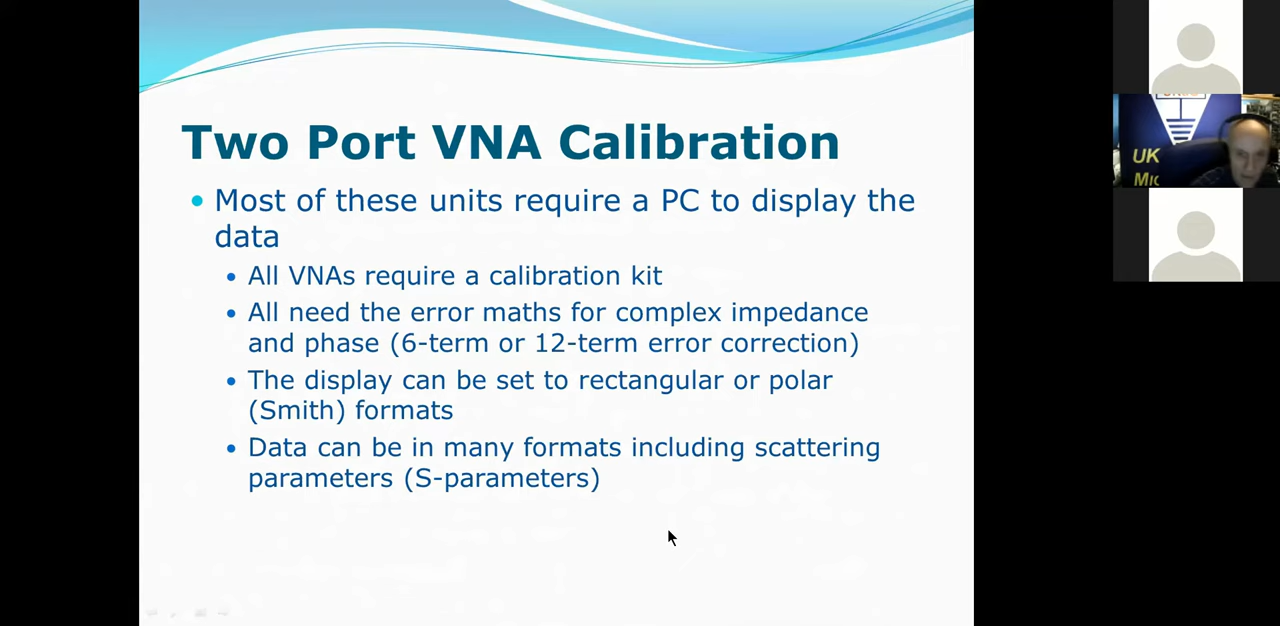 Two Port VNA Calibration
Most of these units require a PC to display the
data
All VNAs require a calibration kit
All need the error maths for complex impedance
and phase (6-term or 12-term error correction)
The display can be set to rectangular or polar
(Smith) formats
Data can be in many formats including scattering
parameters (S-parameters)
UK